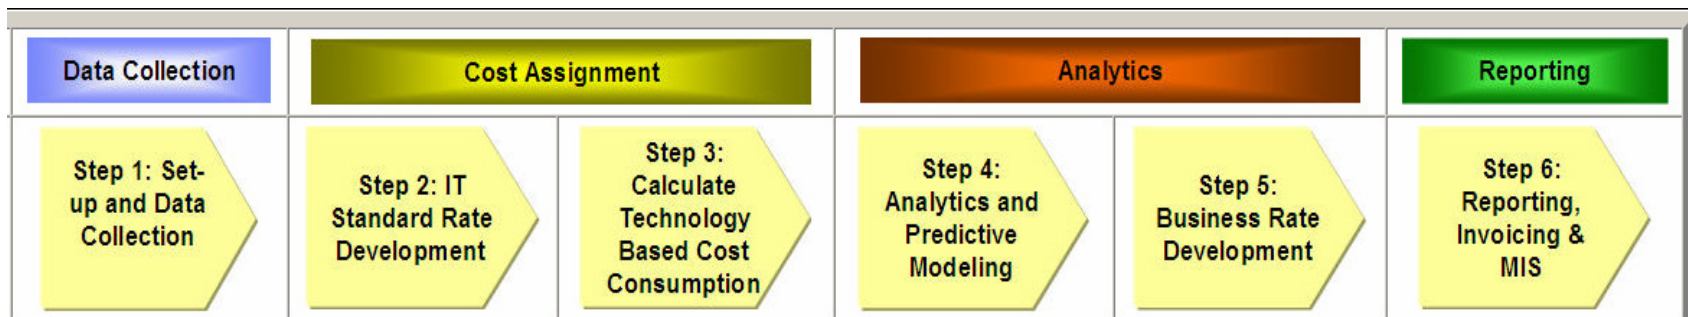 Data Collection
Cost Assignment
Analytics
Reporting
Step 1: Set-
up and Data
Collection
Step 2: IT
Standard Rate
Development
Step 3:
Calculate
Technology
Based Cost
Consumption
Step 4:
Analytics and
Predictive
Modeling
Step 5:
Business Rate
Development
Step 6:
Reporting,
Invoicing &
MIS